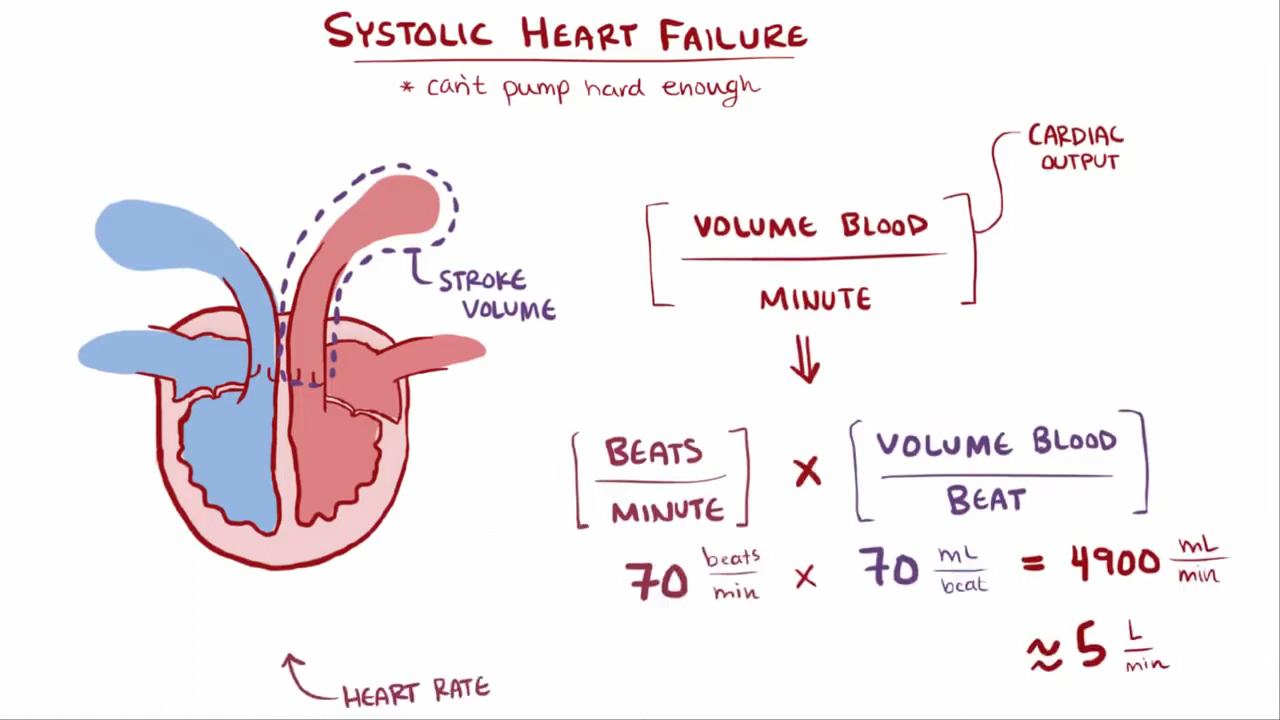 SYSTOLIC HEART FAILURE
* can't pump hard enough
CARDIAC
OUTPUT
VOLUME BLOOD
MINUTE
STROKE
VOLUME
BEATS
MINUTE
X
VOLUME BLOOD
BEAT
70 beats
min
x 70 mL
beat
= 4900 mL
min
≈ 5 L
min
HEART RATE